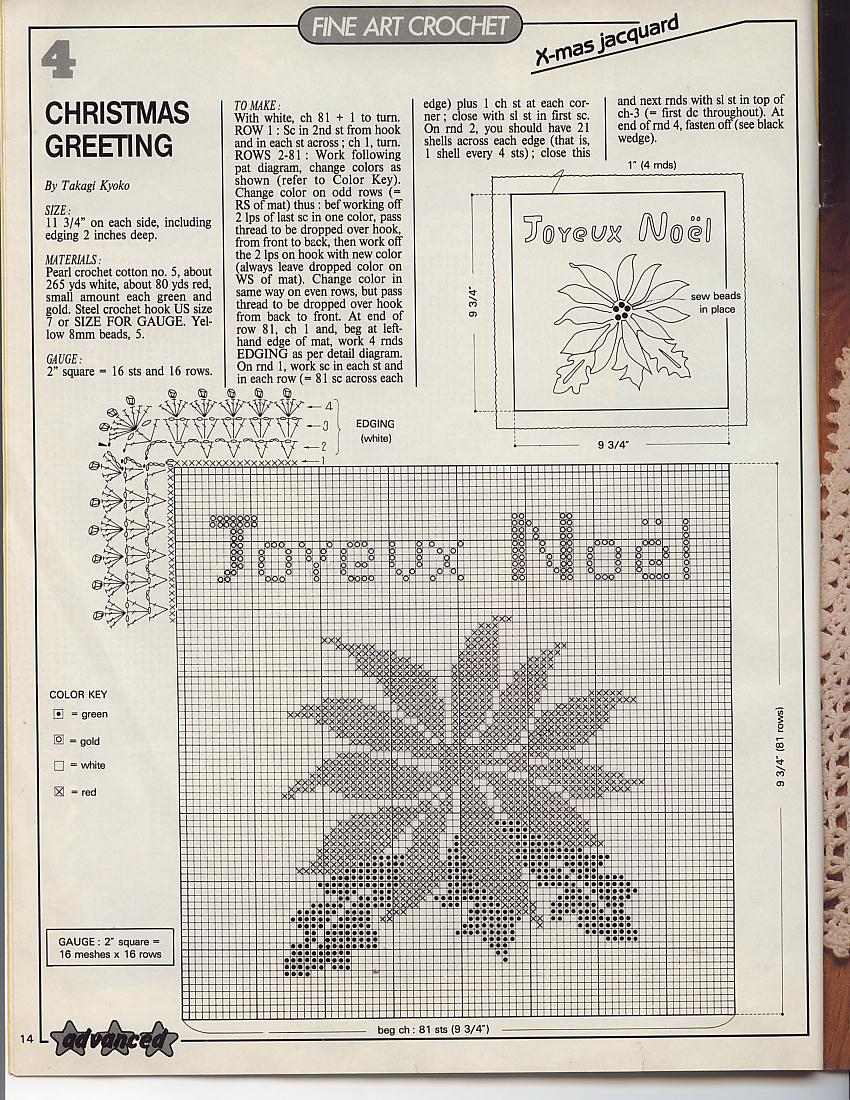 FINE ART CROCHET
X-mas jacquard
4
CHRISTMAS
GREETING
By Takagi Kyoko
SIZE:
11 3/4" on each side, including
edging 2 inches deep.
MATERIALS:
Pearl crochet cotton no. 5, about
265 yds white, about 80 yds red,
small amount each green and
gold. Steel crochet hook US size
7 or SIZE FOR GAUGE. Yel-
low 8mm beads, 5.
GAUGE:
2" square = 16 sts and 16 rows.
TO MAKE:
With white, ch 81 + 1 to turn.
ROW 1 : Sc in 2nd st from hook
and in each st across ; ch 1, turn.
ROWS 2-81 : Work following
pat diagram, change colors as
shown (refer to Color Key).
Change color on odd rows (=
RS of mat) thus : bef working off
2 lps of last sc in one color, pass
thread to be dropped over hook,
from front to back, then work off
the 2 lps on hook with new color
(always leave dropped color on
WS of mat). Change color in
same way on even rows, but pass
thread to be dropped over hook
from back to front. At end of
row 81, ch 1 and, beg at left-
hand edge of mat, work 4 rnds
EDGING as per detail diagram.
On rnd 1, work sc in each st and
in each row (= 81 sc across each
edge) plus 1 ch st at each cor-
ner ; close with sl st in first sc.
On rnd 2, you should have 21
shells across each edge (that is,
1 shell every 4 sts) ; close this
and next rnds with sl st in top of
ch-3 (= first dc throughout). At
end of rnd 4, fasten off (see black
wedge).
1" (4 rnds)
Joyeux Noël
sew beads
in place
9 3/4"
9 3/4"
4
3
2
1
EDGING
(white)
Joyeux Noël
COLOR KEY
= green
= gold
= white
= red
9 3/4" (81 rows)
GAUGE : 2" square =
16 meshes x 16 rows
beg ch : 81 sts (9 3/4")
14
advanced